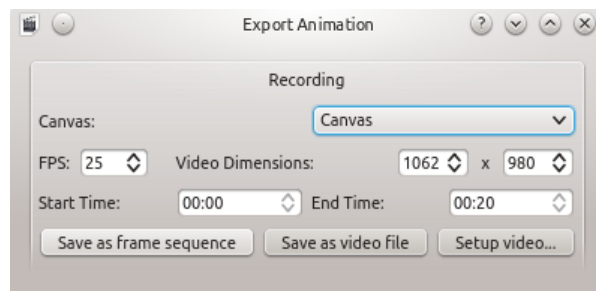 Export Animation
Recording
Canvas: Canvas
FPS: 25 Video Dimensions: 1062 x 980
Start Time: 00:00 End Time: 00:20
Save as frame sequence Save as video file Setup video...